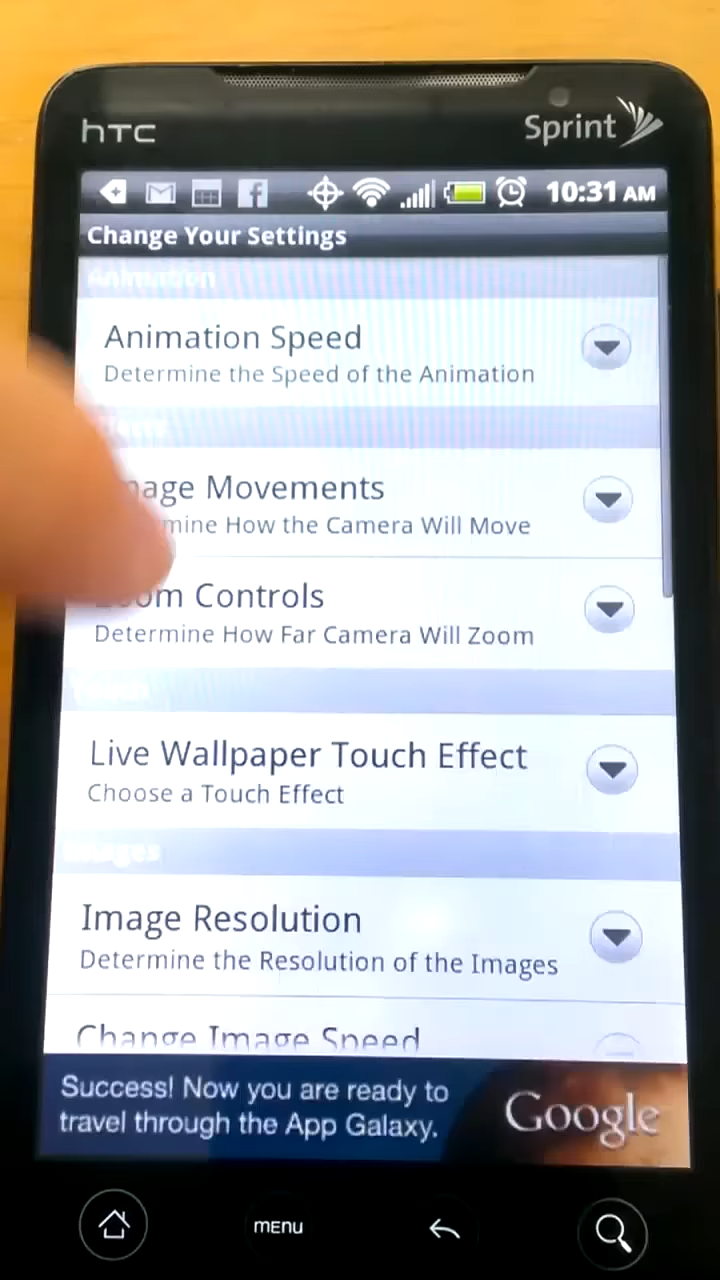 hTC
Sprint
10:31 AM
Change Your Settings
Animation
Animation Speed
Determine the Speed of the Animation
Movements
How the Camera Will Move
Controls
Determine How Far Camera Will Zoom
Live Wallpaper Touch Effect
Choose a Touch Effect
Images
Image Resolution
Determine the Resolution of the Images
Change Image Speed
Success! Now you are ready to
travel through the App Galaxy.
Google
MENU